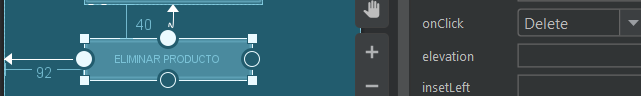 40
onClick
Delete
ELIMINAR PRODUCTO
elevation
92
insetLeft